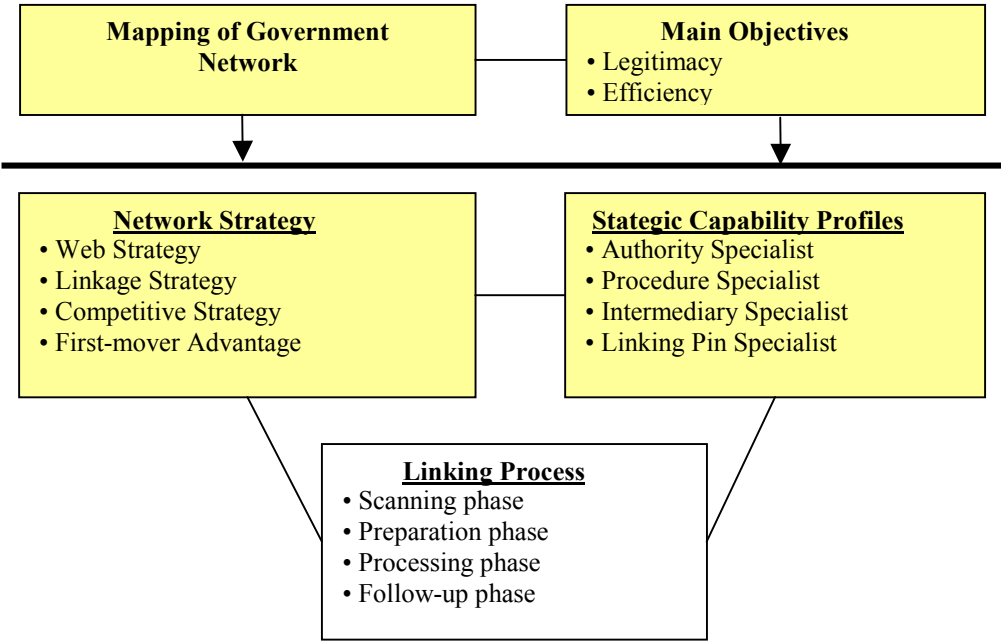 Mapping of Government
Network
Main Objectives
• Legitimacy
• Efficiency
Network Strategy
• Web Strategy
• Linkage Strategy
• Competitive Strategy
• First-mover Advantage
Stategic Capability Profiles
• Authority Specialist
• Procedure Specialist
• Intermediary Specialist
• Linking Pin Specialist
Linking Process
• Scanning phase
• Preparation phase
• Processing phase
• Follow-up phase